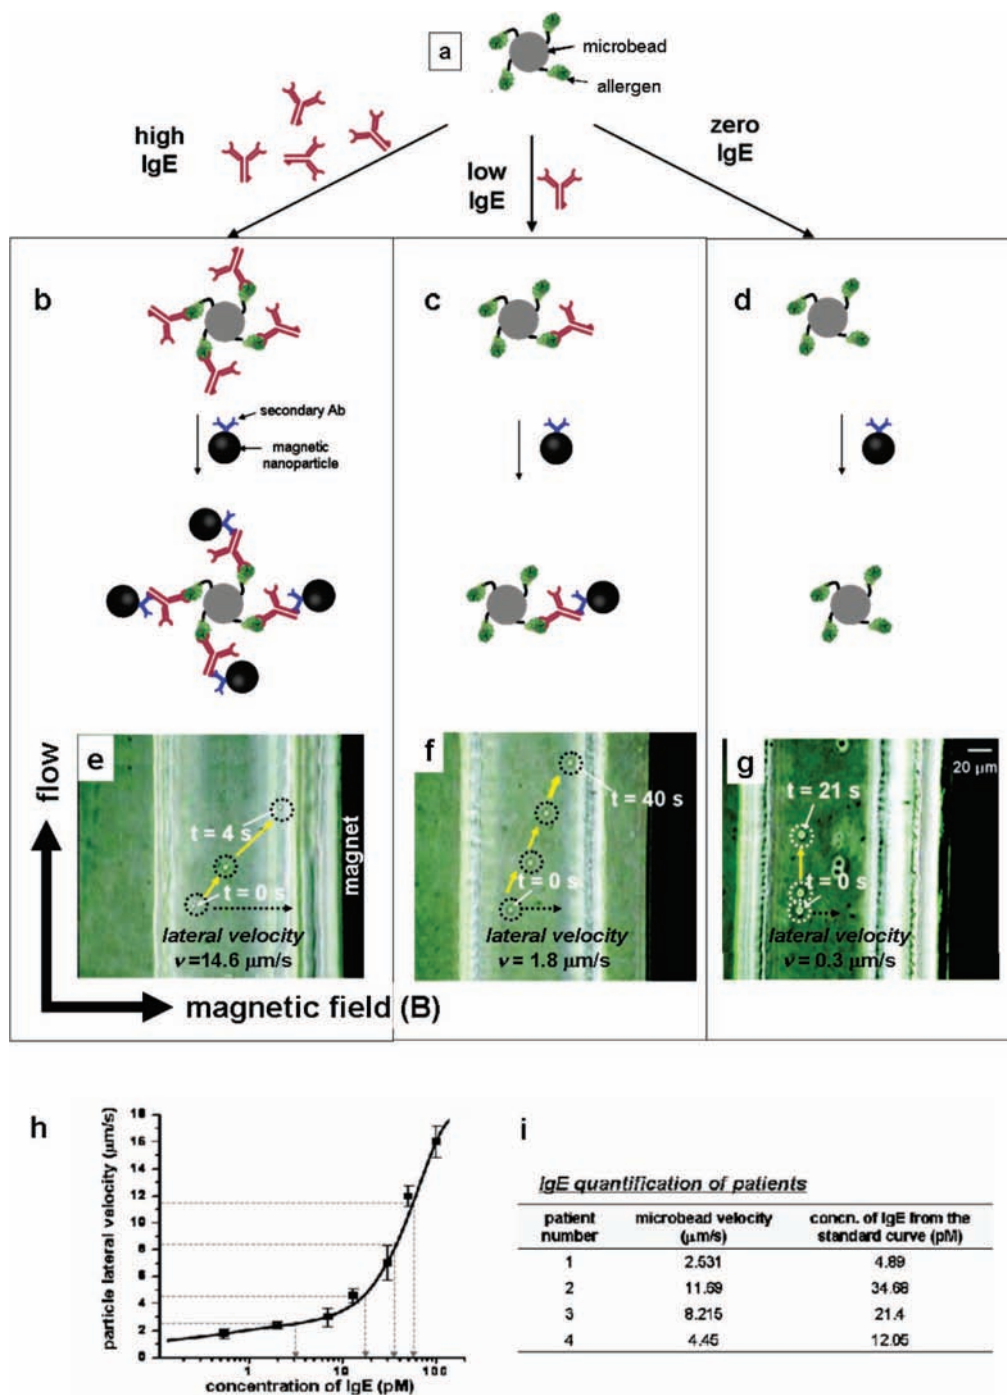 a
microbead
allergen
high
IgE
low
IgE
zero
IgE
b
c
d
secondary Ab
magnetic
nanoparticle
flow
e
t = 4 s
t = 0 s
magnet
lateral velocity
v =14.6 µm/s
f
t = 40 s
t = 0 s
lateral velocity
v = 1.8 µm/s
g
20 µm
t = 21 s
t = 0 s
lateral velocity
v = 0.3 µm/s
magnetic field (B)
h
particle lateral velocity (µm/s)
18
16
14
12
10
8
6
4
2
0
1
10
100
concentration of IgE (pM)
i
IgE quantification of patients
patient number
microbead velocity (µm/s)
concn. of IgE from the standard curve (pM)
1 2.531 4.89
2 11.69 34.68
3 8.215 21.4
4 4.45 12.05